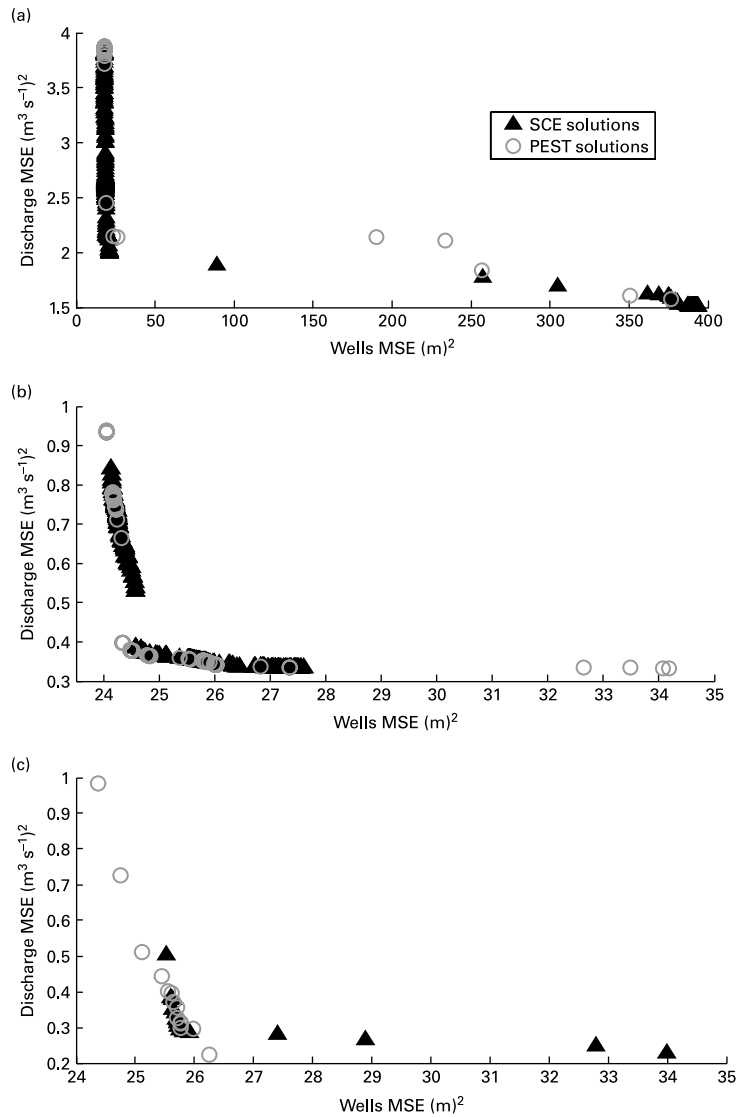 (a)
4
3.5
3
2.5
2
1.5
Discharge MSE (m³ s⁻¹)²
SCE solutions
PEST solutions
0 50 100 150 200 250 300 350 400
Wells MSE (m)²
(b)
1
0.9
0.8
0.7
0.6
0.5
0.4
0.3
Discharge MSE (m³ s⁻¹)²
24 25 26 27 28 29 30 31 32 33 34 35
Wells MSE (m)²
(c)
1
0.9
0.8
0.7
0.6
0.5
0.4
0.3
0.2
Discharge MSE (m³ s⁻¹)²
24 25 26 27 28 29 30 31 32 33 34 35
Wells MSE (m)²